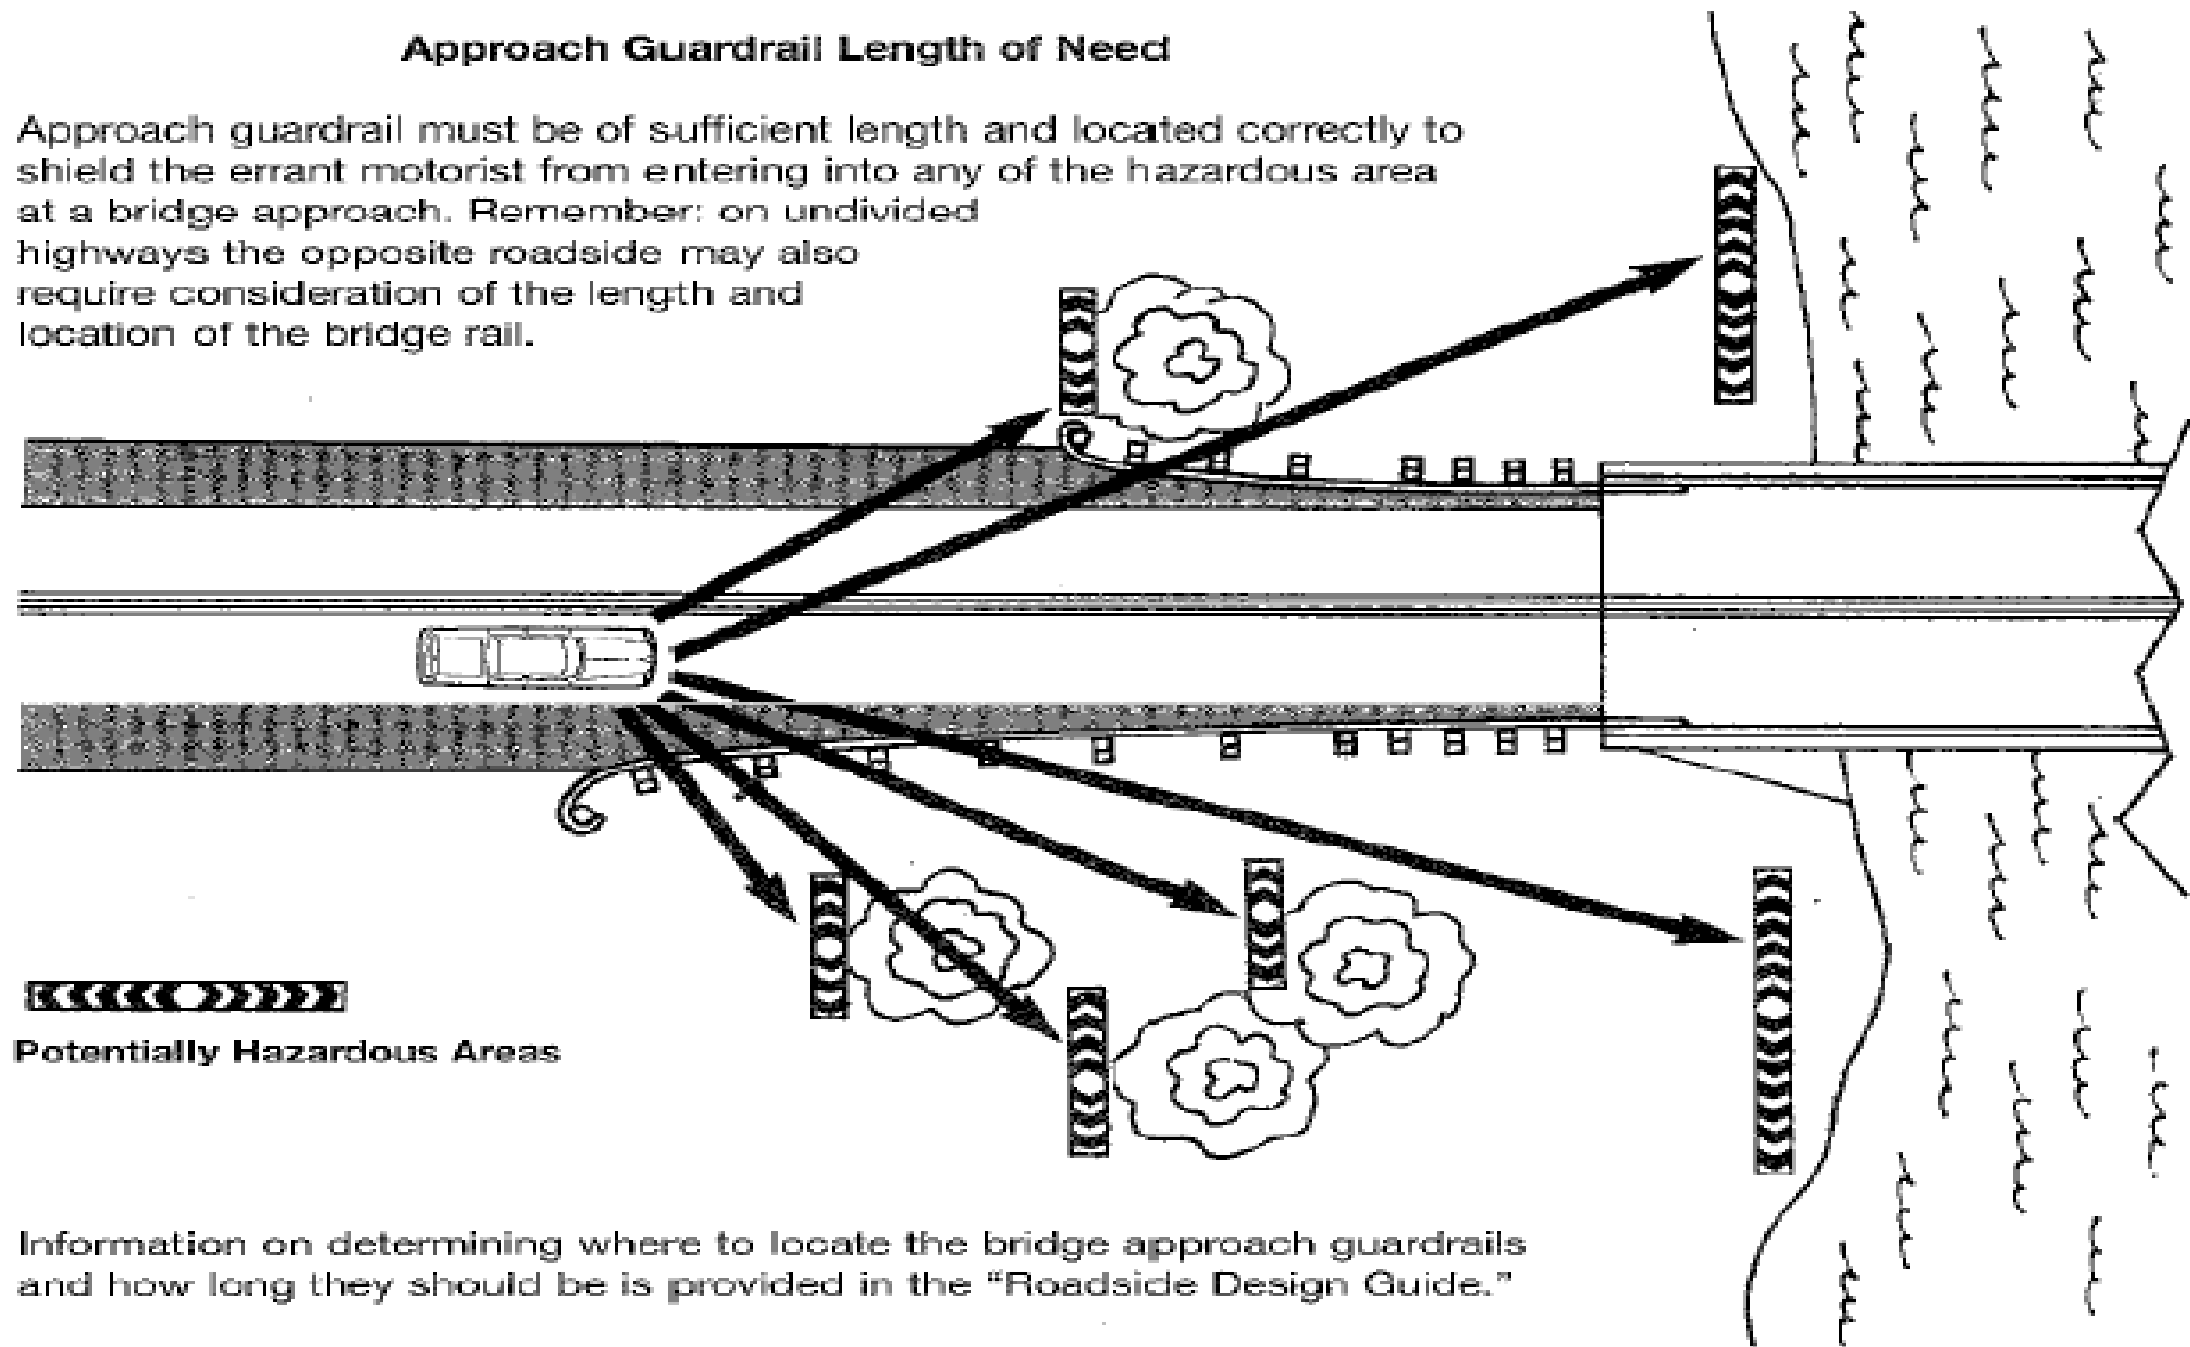 Approach Guardrail Length of Need
Approach guardrail must be of sufficient length and located correctly to
shield the errant motorist from entering into any of the hazardous area
at a bridge approach. Remember: on undivided
highways the opposite roadside may also
require consideration of the length and
location of the bridge rail.
Potentially Hazardous Areas
Information on determining where to locate the bridge approach guardrails
and how long they should be is provided in the “Roadside Design Guide.”